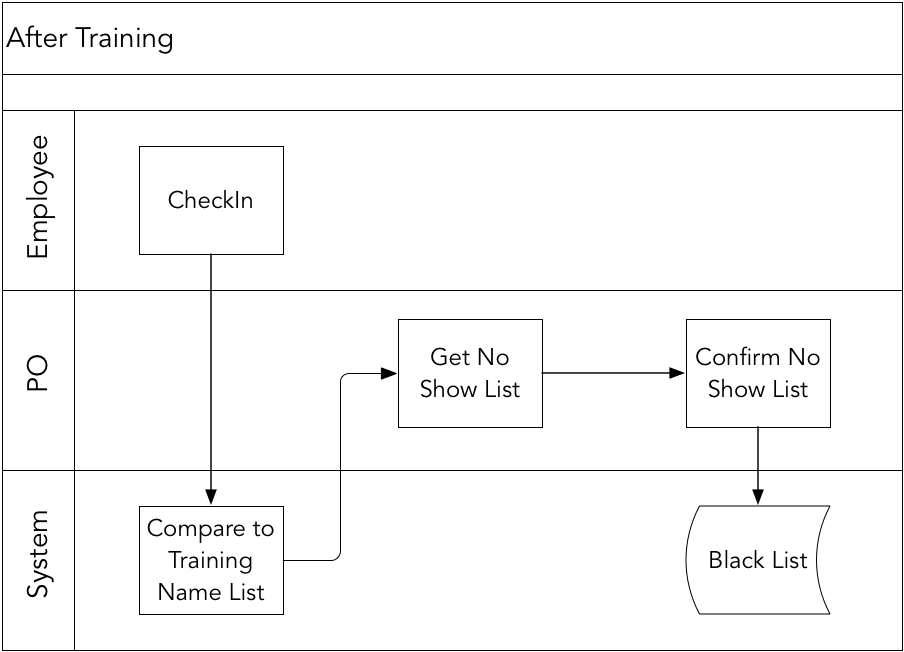 After Training
Employee
CheckIn
PO
Get No
Show List
Confirm No
Show List
System
Compare to
Training
Name List
Black List